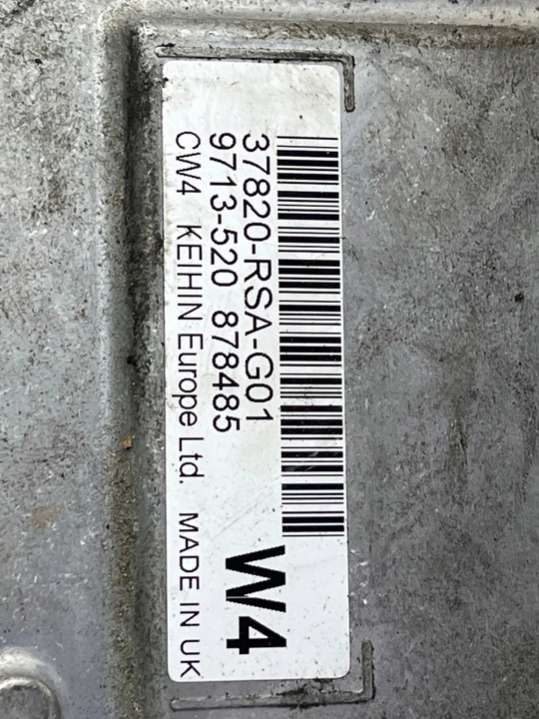 37820-RSA-G01
9713-520 878485
W4
CW4 KEIHIN Europe Ltd. MADE IN UK